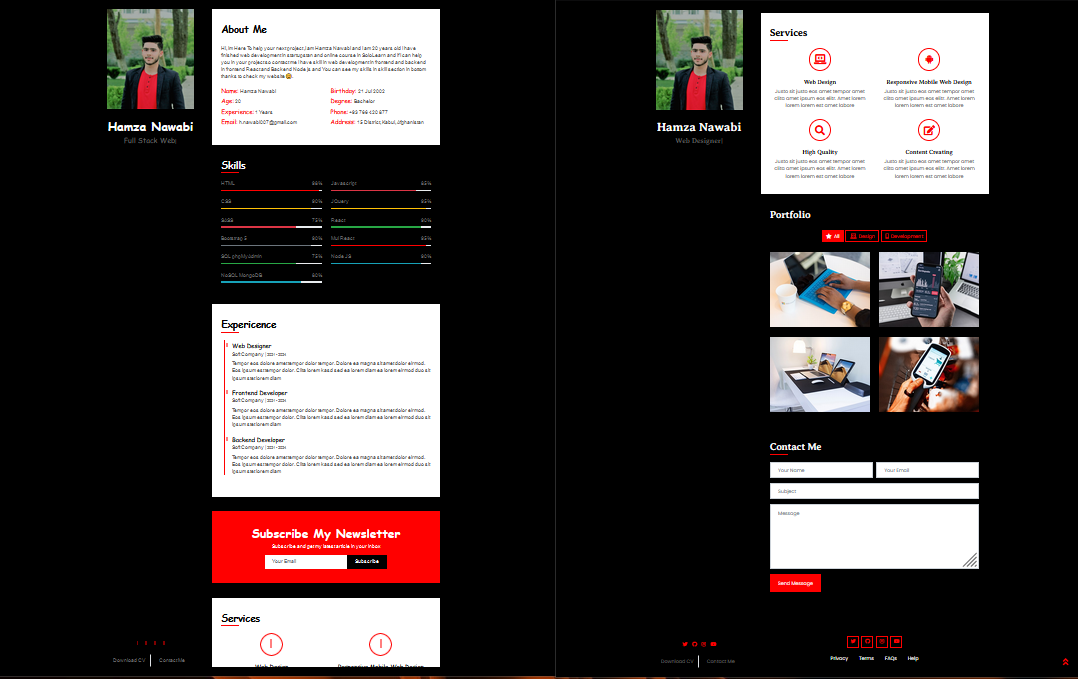 Hamza Nawabi
Full Stack Web|
About Me
Hi, im Here To help your next project,I am Hamza Nawabi and I am 20 years old I have
finished web development in startupstan and online course in SoloLearn and if I can help
you in your project so contact me I have skill in web development in frontend and backend
in frontend React and Backend Node js and You can see my skills in skill section in bottom
thanks to check my website😊.
Name: Hamza Nawabi
Birthday: 21 Jul 2002
Age: 20
Degree: Bachelor
Experience: 1 Years
Phone: +93 766 420 677
Email: h.nawabi007@gmail.com
Address: 15 District, Kabul, Afghanistan
Skills
HTML 98%
Javascript 85%
CSS 90%
JQuery 85%
SASS 75%
React 90%
Bootstrap 5 90%
MUI React 85%
SQL phpMyAdmin 75%
Node JS 80%
NoSQL MongoDB 80%
Expericence
Web Designer
Soft Company | 2021 - 2024
Tempor eos dolore amet tempor dolor tempor. Dolore ea magna sit amet dolor eirmod.
Eos ipsum est tempor dolor. Clita lorem kasd sed ea lorem diam ea lorem eirmod duo sit
ipsum stet lorem diam
Frontend Developer
Soft Company | 2021 - 2024
Tempor eos dolore amet tempor dolor tempor. Dolore ea magna sit amet dolor eirmod.
Eos ipsum est tempor dolor. Clita lorem kasd sed ea lorem diam ea lorem eirmod duo sit
ipsum stet lorem diam
Backend Developer
Soft Company | 2021 - 2024
Tempor eos dolore amet tempor dolor tempor. Dolore ea magna sit amet dolor eirmod.
Eos ipsum est tempor dolor. Clita lorem kasd sed ea lorem diam ea lorem eirmod duo sit
ipsum stet lorem diam
Subscribe My Newsletter
Subscribe and get my latest article in your inbox
Your Email
Subscribe
Services
Web Design
Responsive Mobile Web Design
Download CV
Contact Me
Hamza Nawabi
Web Designer|
Services
Web Design
Justo sit justo eos amet tempor amet
clita amet ipsum eos elitr. Amet lorem
lorem lorem est amet labore
Responsive Mobile Web Design
Justo sit justo eos amet tempor amet
clita amet ipsum eos elitr. Amet lorem
lorem lorem est amet labore
High Quality
Justo sit justo eos amet tempor amet
clita amet ipsum eos elitr. Amet lorem
lorem lorem est amet labore
Content Creating
Justo sit justo eos amet tempor amet
clita amet ipsum eos elitr. Amet lorem
lorem lorem est amet labore
Portfolio
All
Design
Development
Contact Me
Your Name
Your Email
Subject
Message
Send Message
Download CV
Contact Me
Privacy
Terms
FAQs
Help